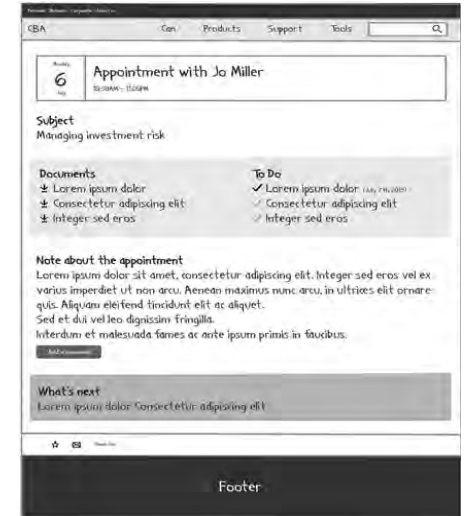 CBA Can Products Support Tools
6
Appointment with Jo Miller
Subject
Managing investment risk
Documents
Lorem ipsum dolor
Consectetur adipiscing elit
Integer sed eros
To Do
Lorem ipsum dolor
Consectetur adipiscing elit
Integer sed eros
Note about the appointment
Lorem ipsum dolor sit amet, consectetur adipiscing elit. Integer sed eros vel ex
varius imperdiet ut non arcu. Aenean maximus nunc arcu, in ultrices elit ornare
quis. Aliquam eleifend tincidunt elit ac aliquet.
Sed et dui vel leo dignissim fringilla.
Interdum et malesuada fames ac ante ipsum primis in faucibus.
What's next
Lorem ipsum dolor Consectetur adipiscing elit
Footer